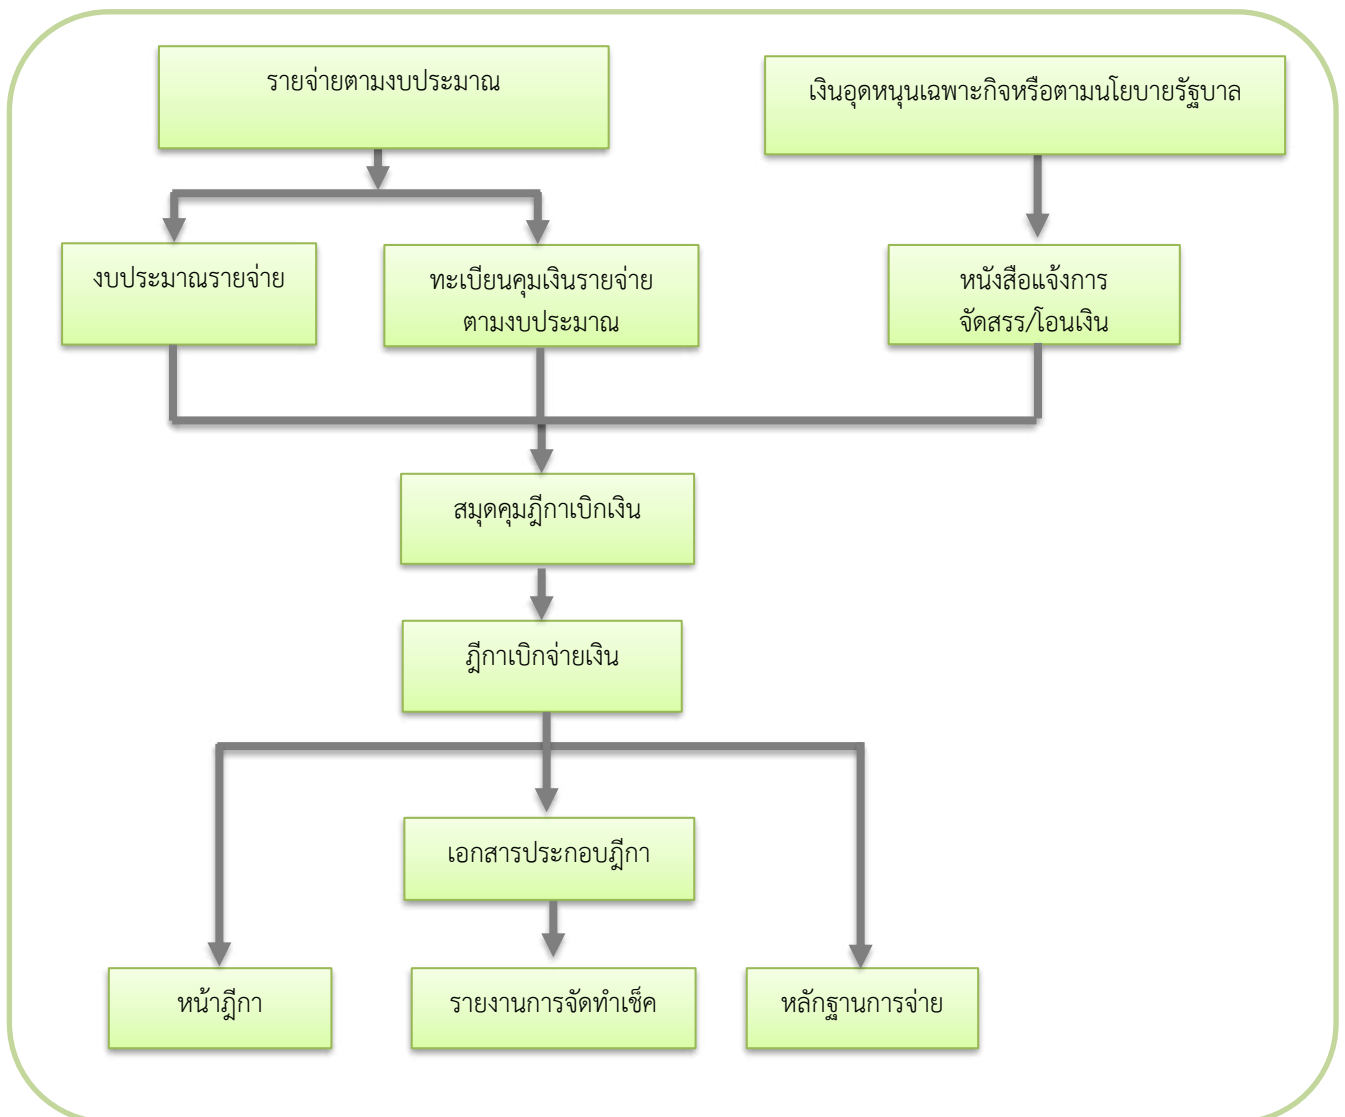 รายจ่ายตามงบประมาณ
เงินอุดหนุนเฉพาะกิจหรือตามนโยบายรัฐบาล
งบประมาณรายจ่าย
ทะเบียนคุมเงินรายจ่าย
ตามงบประมาณ
หนังสือแจ้งการ
จัดสรร/โอนเงิน
สมุดคุมฎีกาเบิกเงิน
ฎีกาเบิกจ่ายเงิน
เอกสารประกอบฎีกา
หน้าฎีกา
รายงานการจัดทำเช็ค
หลักฐานการจ่าย